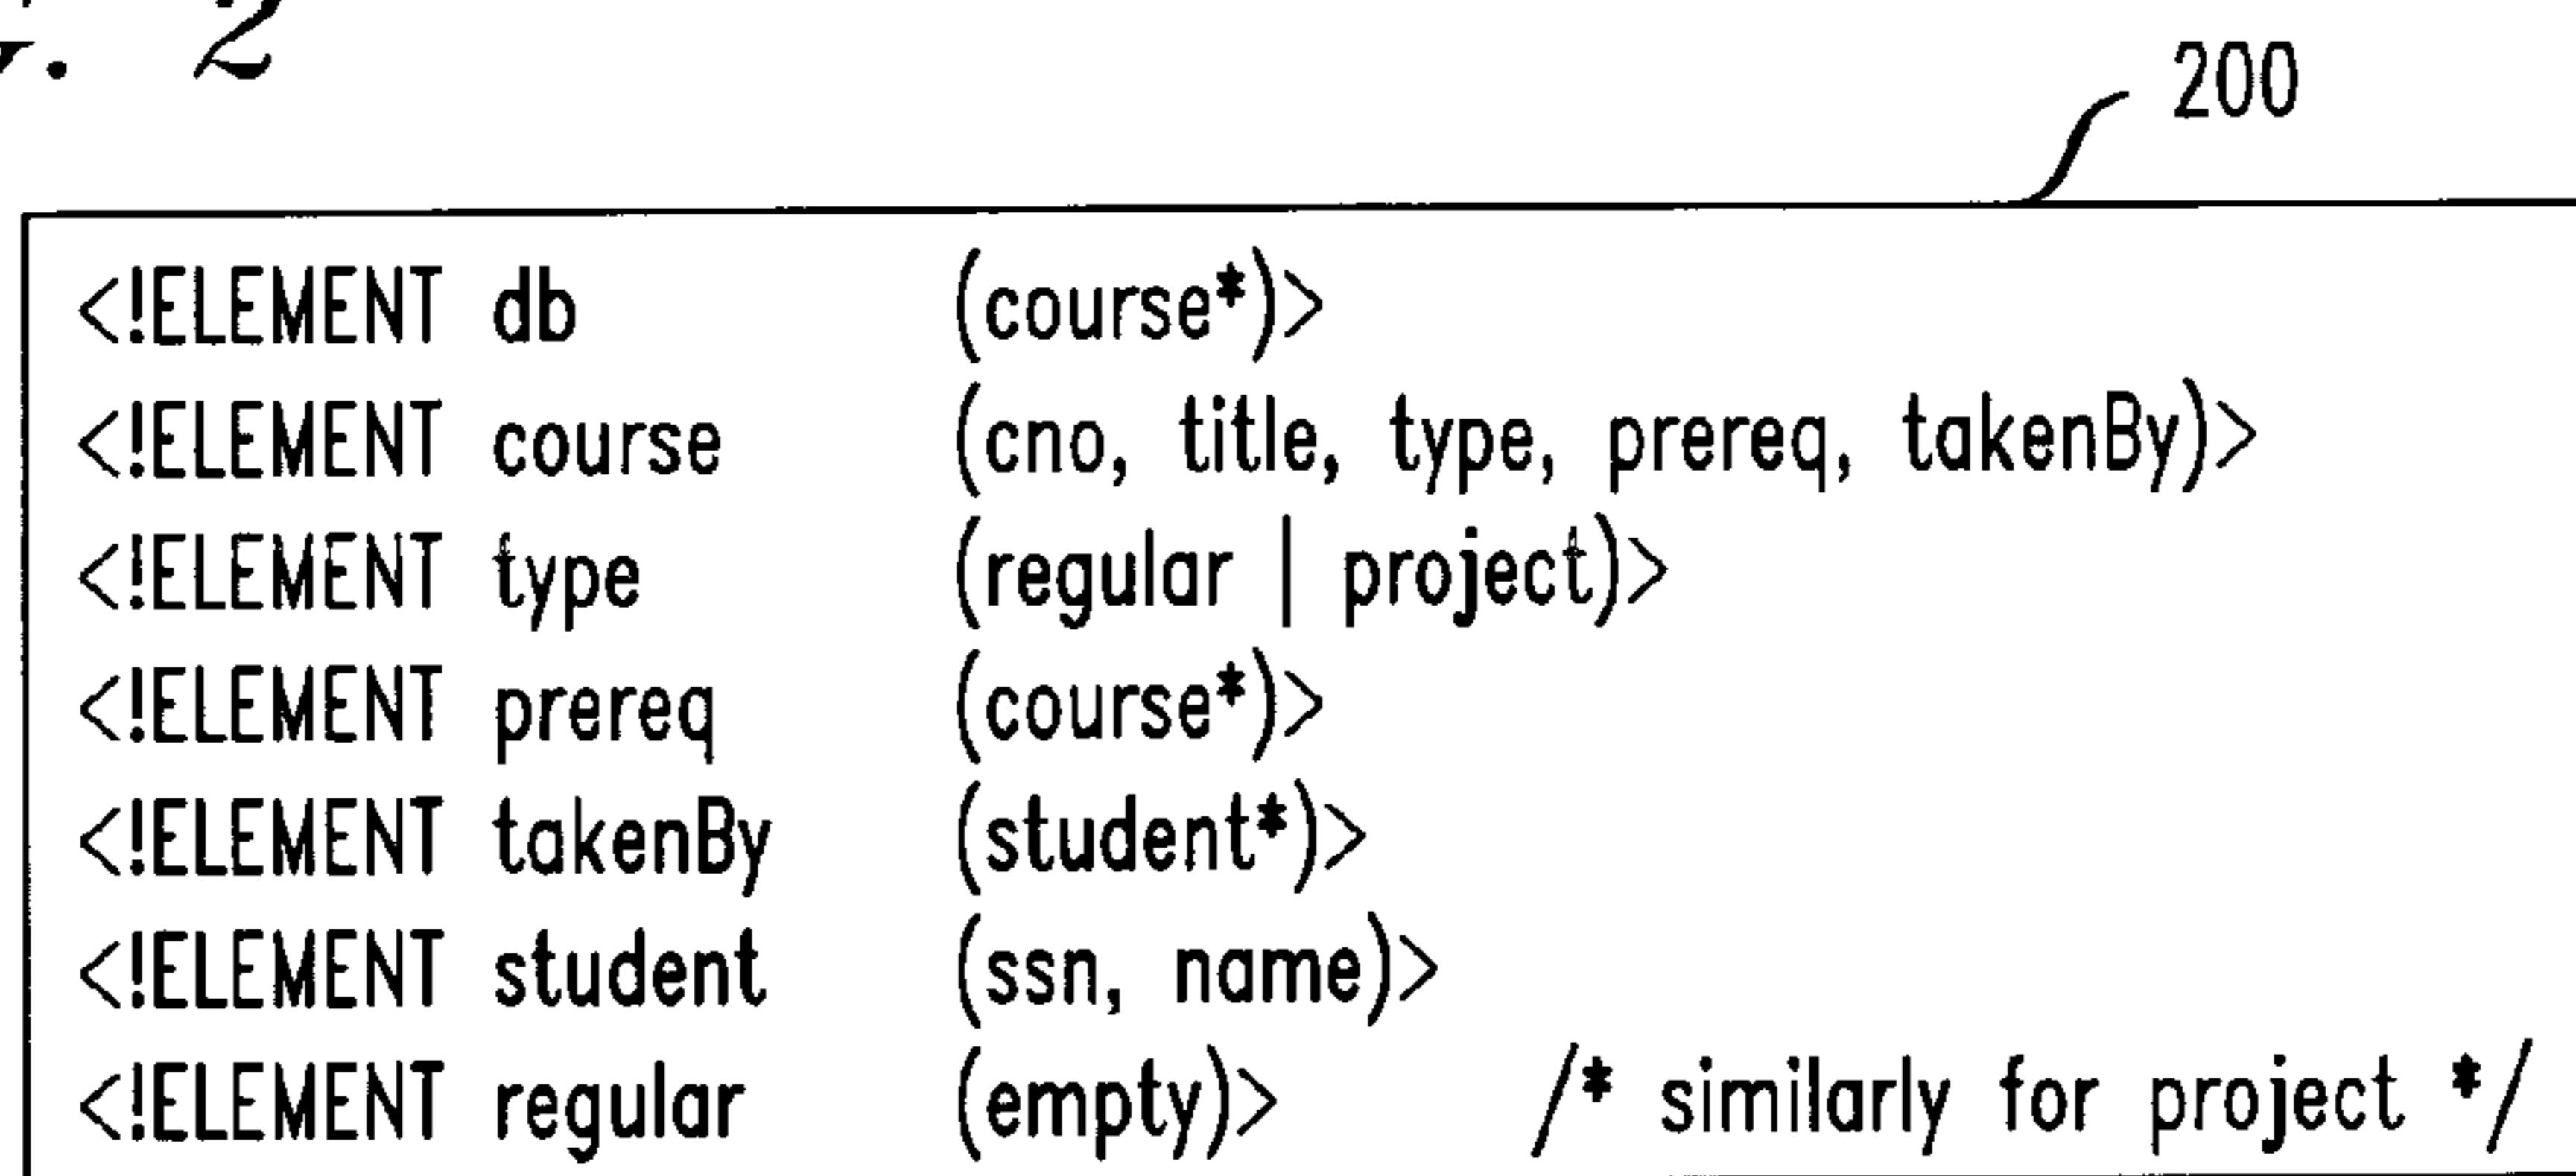 . 2
200
<!ELEMENT db (course*)>
<!ELEMENT course (cno, title, type, prereq, takenBy)>
<!ELEMENT type (regular | project)>
<!ELEMENT prereq (course*)>
<!ELEMENT takenBy (student*)>
<!ELEMENT student (ssn, name)>
<!ELEMENT regular (empty)> /* similarly for project */